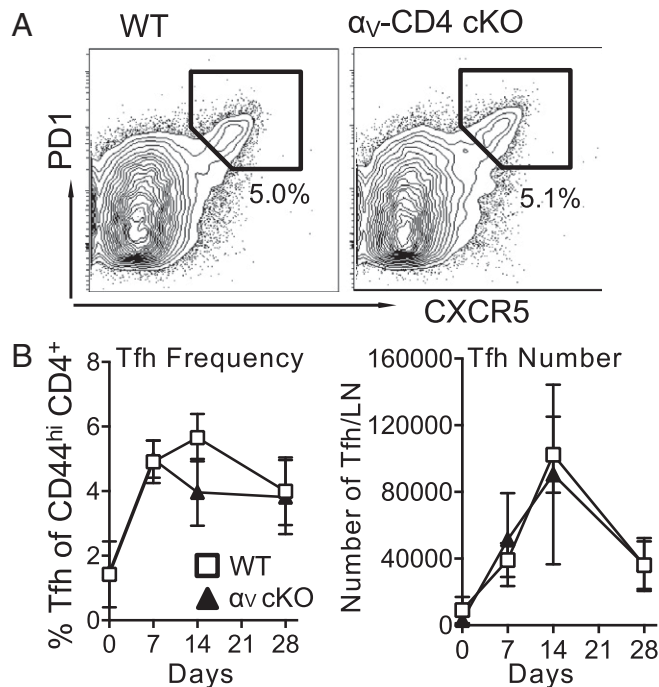 A
WT
αV-CD4 cKO
PD1
5.0%
5.1%
CXCR5
B
Tfh Frequency
% Tfh of CD44hi CD4+
8
6
4
2
0
WT
αv cKO
0 7 14 21 28
Days
Tfh Number
Number of Tfh/LN
160000
120000
80000
40000
0
0 7 14 21 28
Days